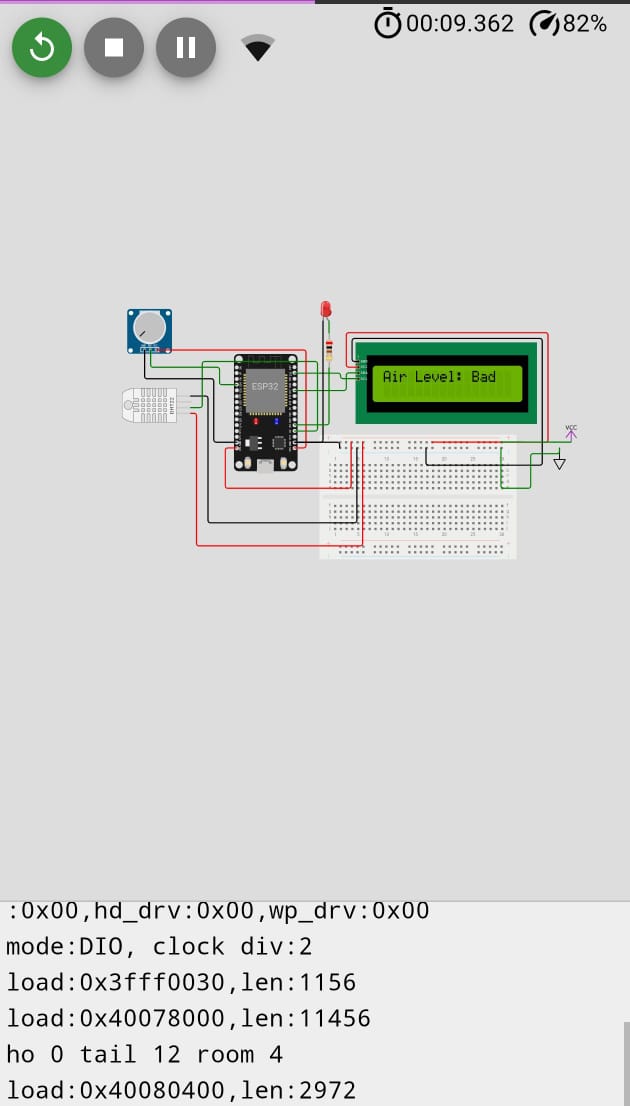 00:09.362 82%
ESP32
Air Level: Bad
DHT22
VCC
:0x00,hd_drv:0x00,wp_drv:0x00
mode:DIO, clock div:2
load:0x3fff0030,len:1156
load:0x40078000,len:11456
ho 0 tail 12 room 4
load:0x40080400,len:2972